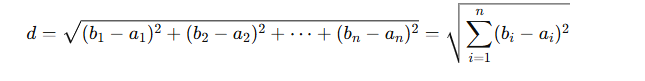 d = √((b₁ − a₁)² + (b₂ − a₂)² + ⋯ + (bₙ − aₙ)²) = √(∑ᵢ₌₁ⁿ (bᵢ − aᵢ)²)